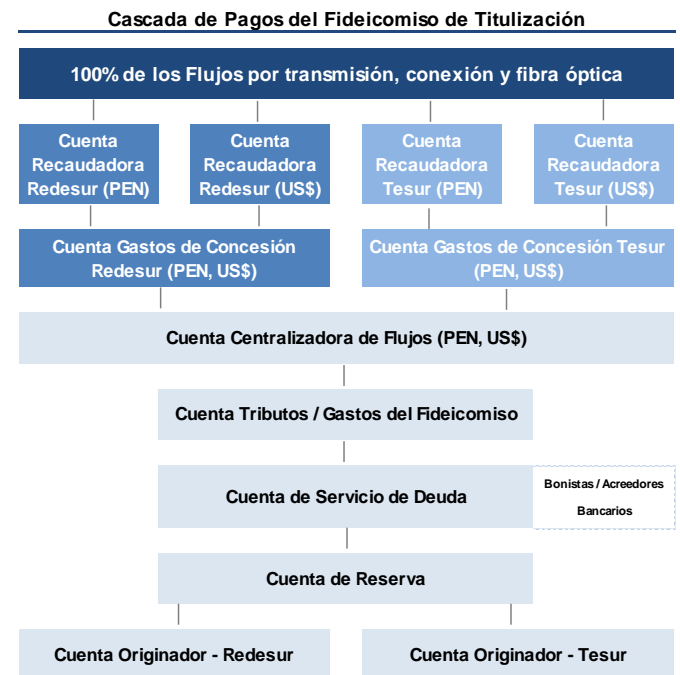 Cascada de Pagos del Fideicomiso de Titulización
100% de los Flujos por transmisión, conexión y fibra óptica
Cuenta
Recaudadora
Redesur (PEN)
Cuenta
Recaudadora
Redesur (US$)
Cuenta
Recaudadora
Tesur (PEN)
Cuenta
Recaudadora
Tesur (US$)
Cuenta Gastos de Concesión
Redesur (PEN, US$)
Cuenta Gastos de Concesión Tesur
(PEN, US$)
Cuenta Centralizadora de Flujos (PEN, US$)
Cuenta Tributos / Gastos del Fideicomiso
Cuenta de Servicio de Deuda
Bonistas / Acreedores
Bancarios
Cuenta de Reserva
Cuenta Originador - Redesur
Cuenta Originador - Tesur